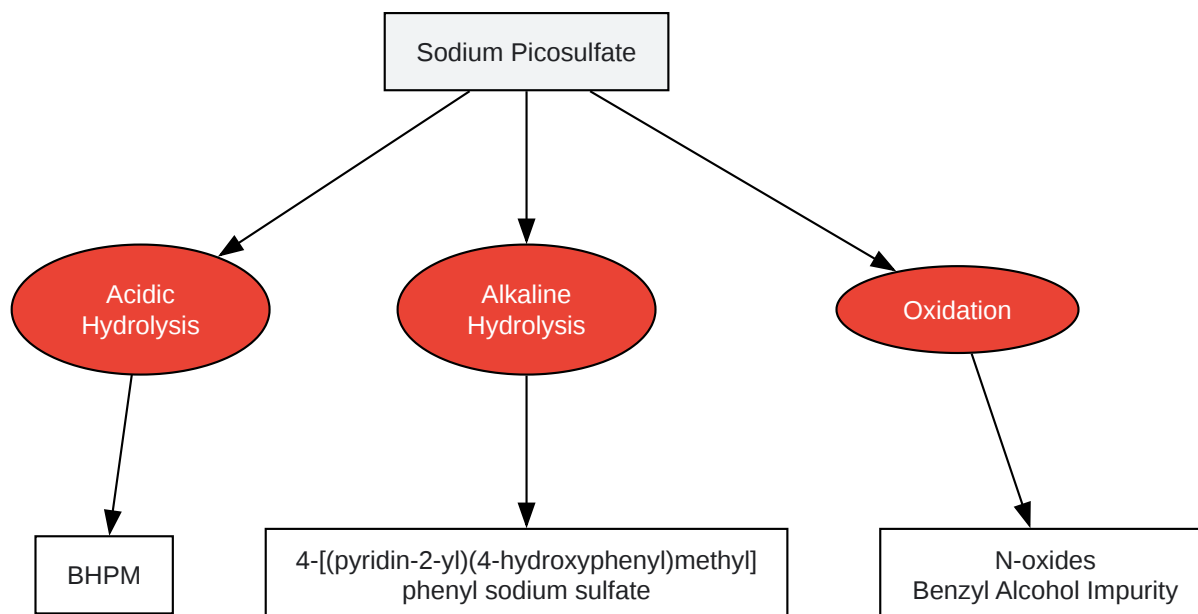 Sodium Picosulfate
Acidic
Hydrolysis
Alkaline
Hydrolysis
Oxidation
BHPM
4-[(pyridin-2-yl)(4-hydroxyphenyl)methyl]
phenyl sodium sulfate
N-oxides
Benzyl Alcohol Impurity